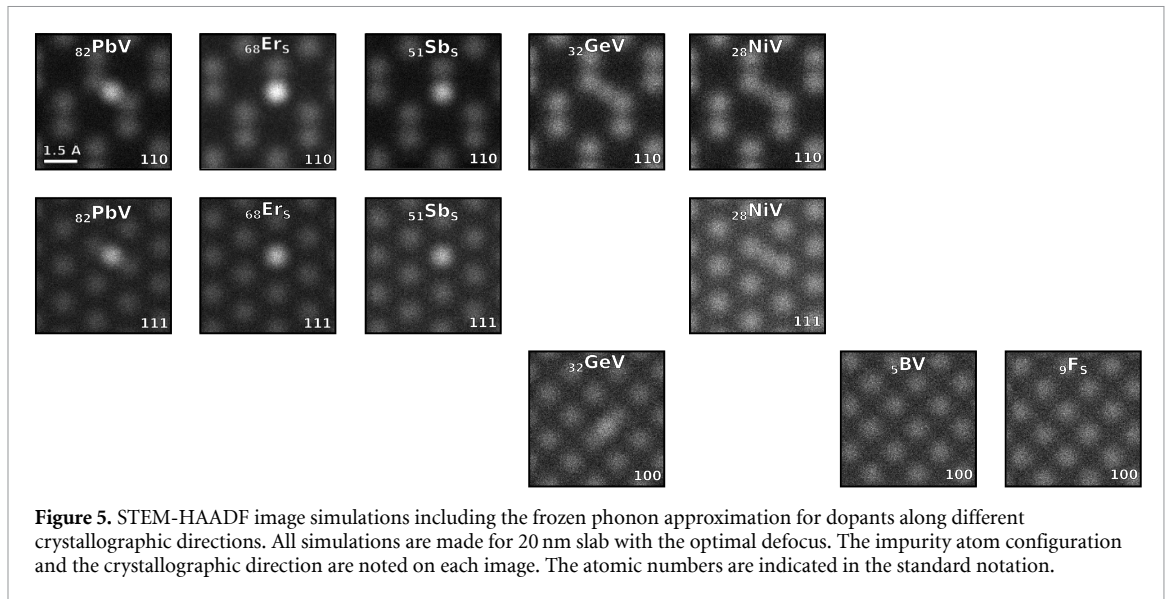 82PbV
68ErS
51SbS
32GeV
28NiV
1.5 A
110
110
110
110
110
82PbV
68ErS
51SbS
28NiV
111
111
111
111
32GeV
5BV
9FS
100
100
100
Figure 5. STEM-HAADF image simulations including the frozen phonon approximation for dopants along different
crystallographic directions. All simulations are made for 20 nm slab with the optimal defocus. The impurity atom configuration
and the crystallographic direction are noted on each image. The atomic numbers are indicated in the standard notation.